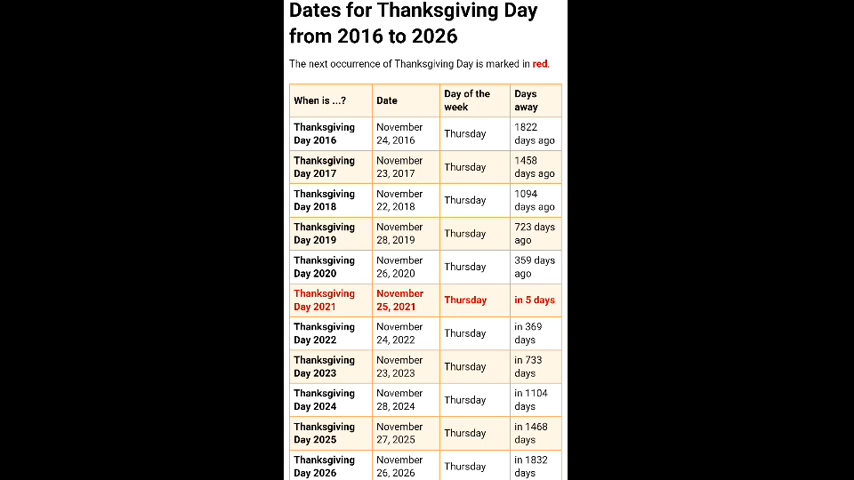 Dates for Thanksgiving Day
from 2016 to 2026
The next occurrence of Thanksgiving Day is marked in red.
When is ...? Date Day of the week Days away
Thanksgiving Day 2016 November 24, 2016 Thursday 1822 days ago
Thanksgiving Day 2017 November 23, 2017 Thursday 1458 days ago
Thanksgiving Day 2018 November 22, 2018 Thursday 1094 days ago
Thanksgiving Day 2019 November 28, 2019 Thursday 723 days ago
Thanksgiving Day 2020 November 26, 2020 Thursday 359 days ago
Thanksgiving Day 2021 November 25, 2021 Thursday in 5 days
Thanksgiving Day 2022 November 24, 2022 Thursday in 369 days
Thanksgiving Day 2023 November 23, 2023 Thursday in 733 days
Thanksgiving Day 2024 November 28, 2024 Thursday in 1104 days
Thanksgiving Day 2025 November 27, 2025 Thursday in 1468 days
Thanksgiving Day 2026 November 26, 2026 Thursday in 1832 days